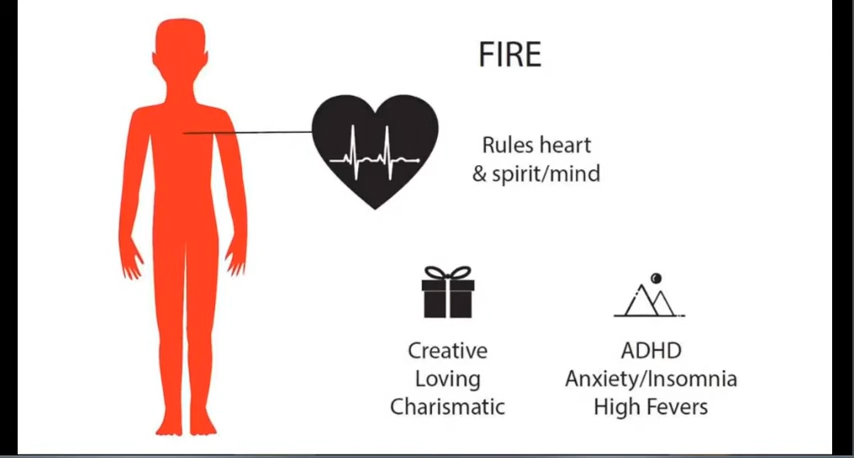 FIRE
Rules heart
& spirit/mind
Creative
Loving
Charismatic
ADHD
Anxiety/Insomnia
High Fevers